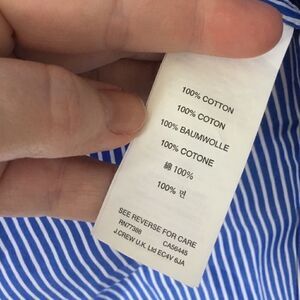 100% COTTON
100% COTON
100% BAUMWOLLE
100% COTONE
綿 100%
100% 면
SEE REVERSE FOR CARE
RN77388 CA56445
J.CREW U.K. Ltd EC4V 6JA